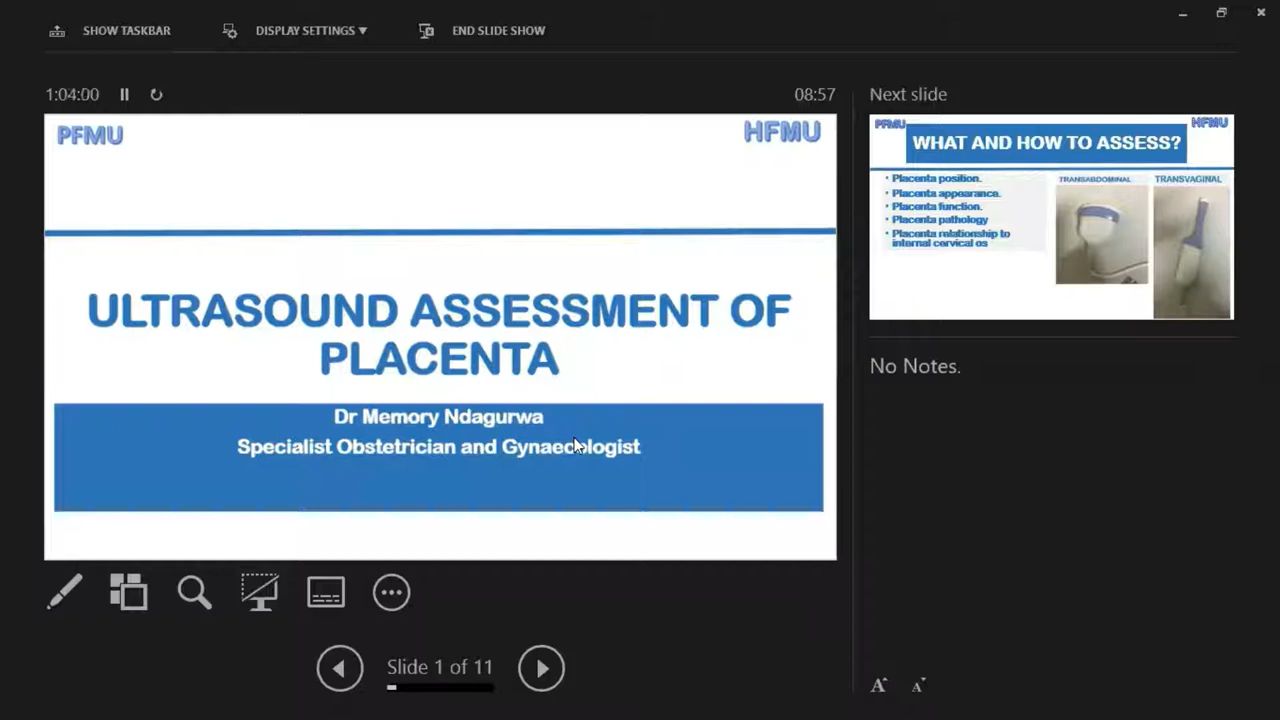 SHOW TASKBAR
DISPLAY SETTINGS ▼
END SLIDE SHOW
1:04:00
08:57
Next slide
PFMU
HFMU
ULTRASOUND ASSESSMENT OF
PLACENTA
Dr Memory Ndagurwa
Specialist Obstetrician and Gynaecologist
PFMU
HFMU
WHAT AND HOW TO ASSESS?
• Placenta position.
• Placenta appearance.
• Placenta function.
• Placenta pathology
• Placenta relationship to
internal cervical os
TRANSABDOMINAL
TRANSVAGINAL
No Notes.
Slide 1 of 11
A A